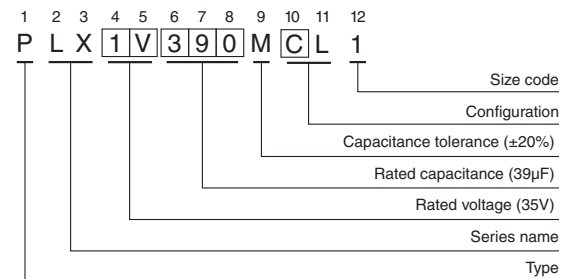 1 2 3 4 5 6 7 8 9 10 11 12
P L X 1 V 3 9 0 M C L 1
Size code
Configuration
Capacitance tolerance (±20%)
Rated capacitance (39μF)
Rated voltage (35V)
Series name
Type